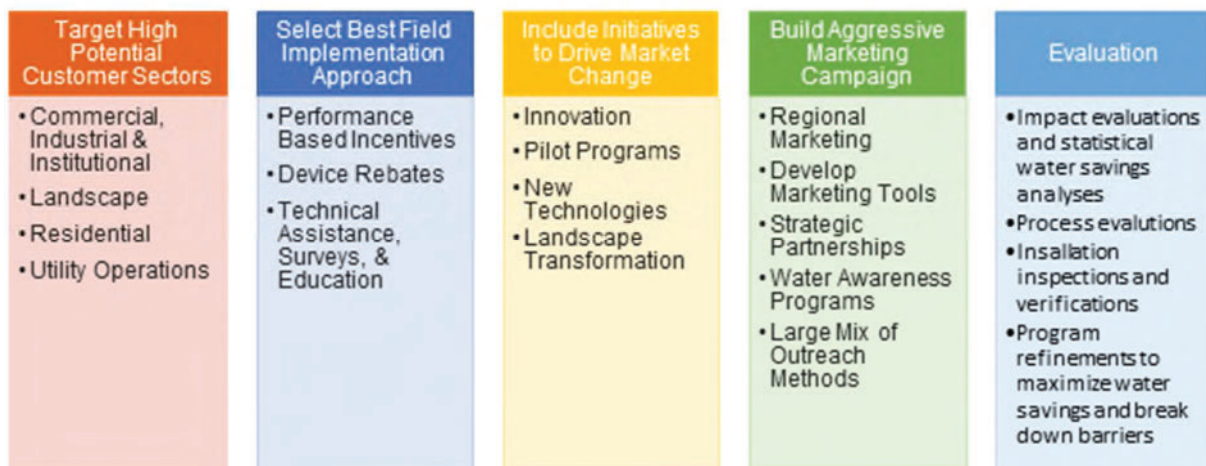 Target High
Potential
Customer Sectors
• Commercial,
Industrial &
Institutional
• Landscape
• Residential
• Utility Operations
Select Best Field
Implementation
Approach
• Performance
Based Incentives
• Device Rebates
• Technical
Assistance,
Surveys, &
Education
Include Initiatives
to Drive Market
Change
• Innovation
• Pilot Programs
• New
Technologies
• Landscape
Transformation
Build Aggressive
Marketing
Campaign
• Regional
Marketing
• Develop
Marketing Tools
• Strategic
Partnerships
• Water Awareness
Programs
• Large Mix of
Outreach
Methods
Evaluation
• Impact evaluations
and statistical
water savings
analyses
• Process evalutions
• Insallation
inspections and
verifications
• Program
refinements to
maximize water
savings and break
down barriers